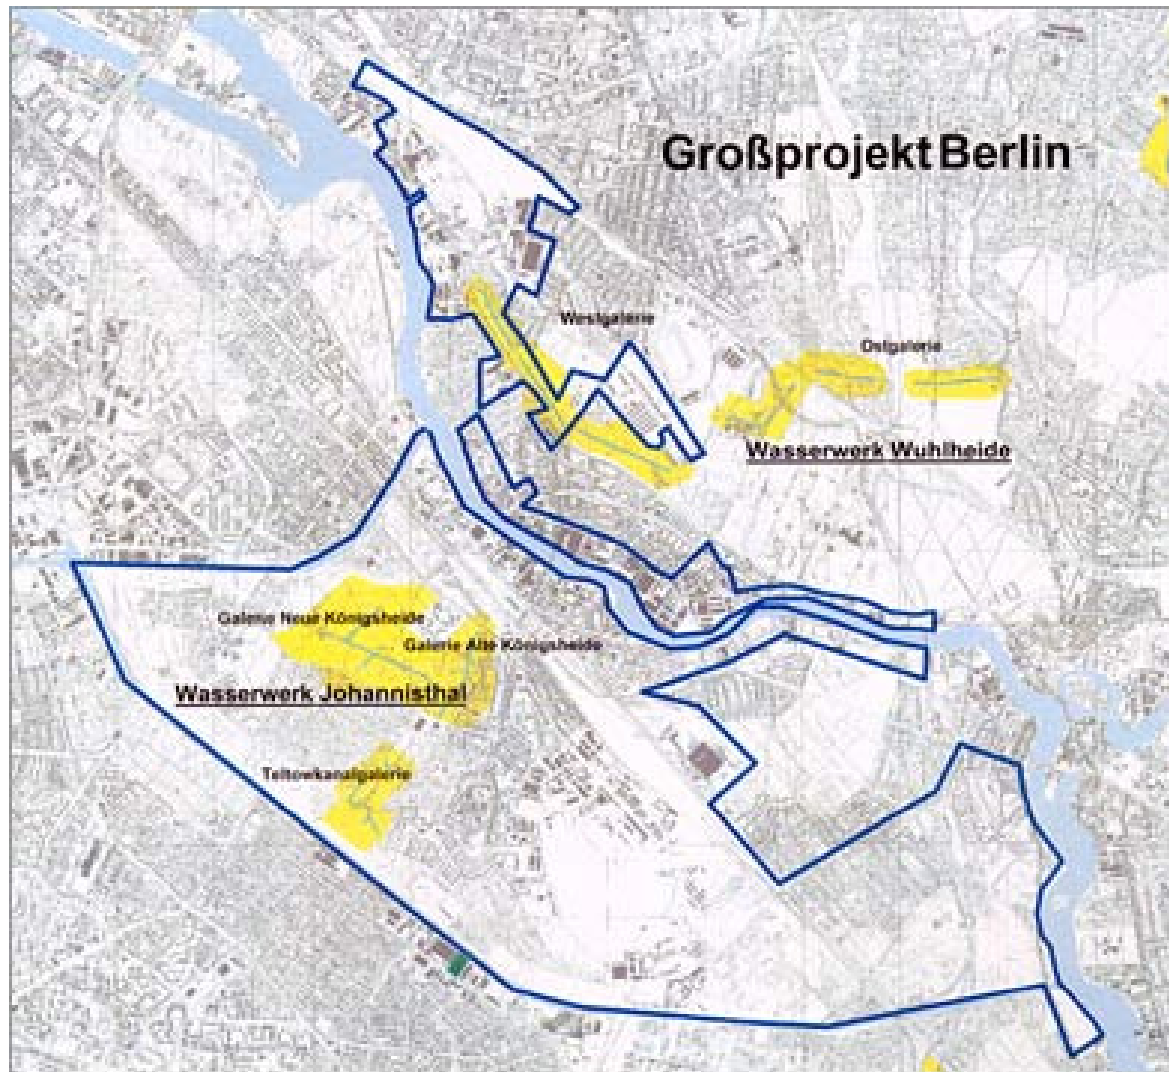 Großprojekt Berlin
Westgalerie
Ostgalerie
Wasserwerk Wuhlheide
Galerie Neue Königsheide
Galerie Alte Königsheide
Wasserwerk Johannisthal
Teltowkanalgalerie